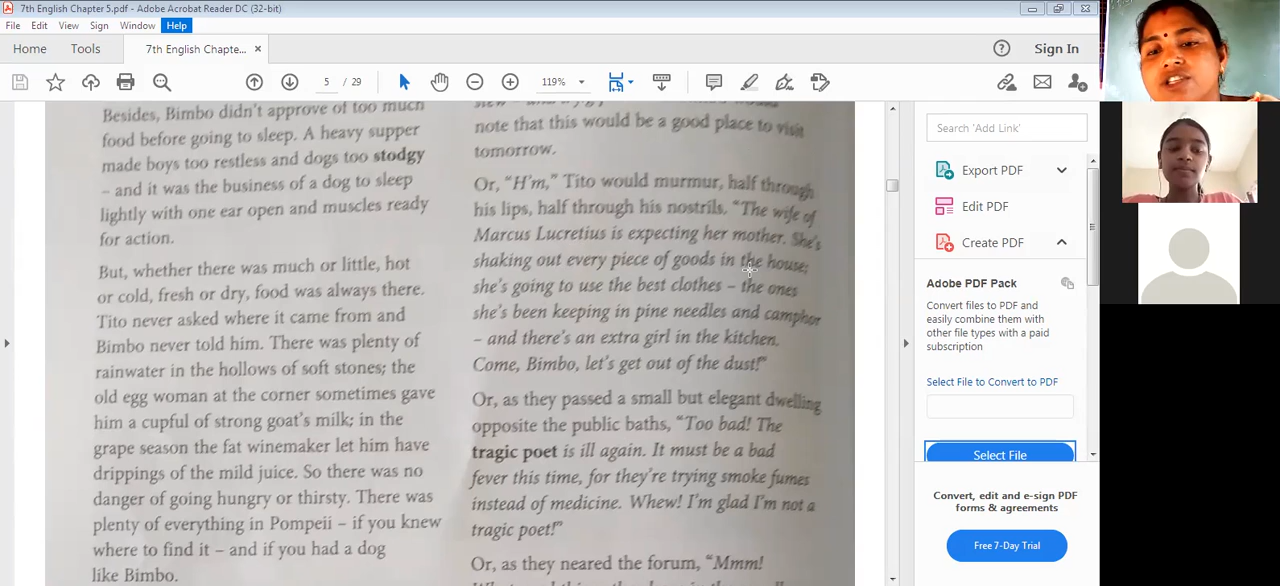 7th English Chapter 5.pdf - Adobe Acrobat Reader DC (32-bit)
File Edit View Sign Window Help
Home Tools 7th English Chapte... × Sign In
5 / 29 119%
Besides, Bimbo didn't approve of too much
food before going to sleep. A heavy supper
made boys too restless and dogs too stodgy
– and it was the business of a dog to sleep
lightly with one ear open and muscles ready
for action.
But, whether there was much or little, hot
or cold, fresh or dry, food was always there.
Tito never asked where it came from and
Bimbo never told him. There was plenty of
rainwater in the hollows of soft stones; the
old egg woman at the corner sometimes gave
him a cupful of strong goat's milk; in the
grape season the fat winemaker let him have
drippings of the mild juice. So there was no
danger of going hungry or thirsty. There was
plenty of everything in Pompeii – if you knew
where to find it – and if you had a dog
like Bimbo.
note that this would be a good place to visit
tomorrow.
Or, "H'm," Tito would murmur, half through
his lips, half through his nostrils. "The wife of
Marcus Lucretius is expecting her mother. She's
shaking out every piece of goods in the house;
she's going to use the best clothes – the ones
she's been keeping in pine needles and camphor
– and there's an extra girl in the kitchen.
Come, Bimbo, let's get out of the dust!"
Or, as they passed a small but elegant dwelling
opposite the public baths, "Too bad! The
tragic poet is ill again. It must be a bad
fever this time, for they're trying smoke fumes
instead of medicine. Whew! I'm glad I'm not a
tragic poet!"
Or, as they neared the forum, "Mmm!
Search 'Add Link'
Export PDF
Edit PDF
Create PDF
Adobe PDF Pack
Convert files to PDF and
easily combine them with
other file types with a paid
subscription
Select File to Convert to PDF
Select File
Convert, edit and e-sign PDF
forms & agreements
Free 7-Day Trial